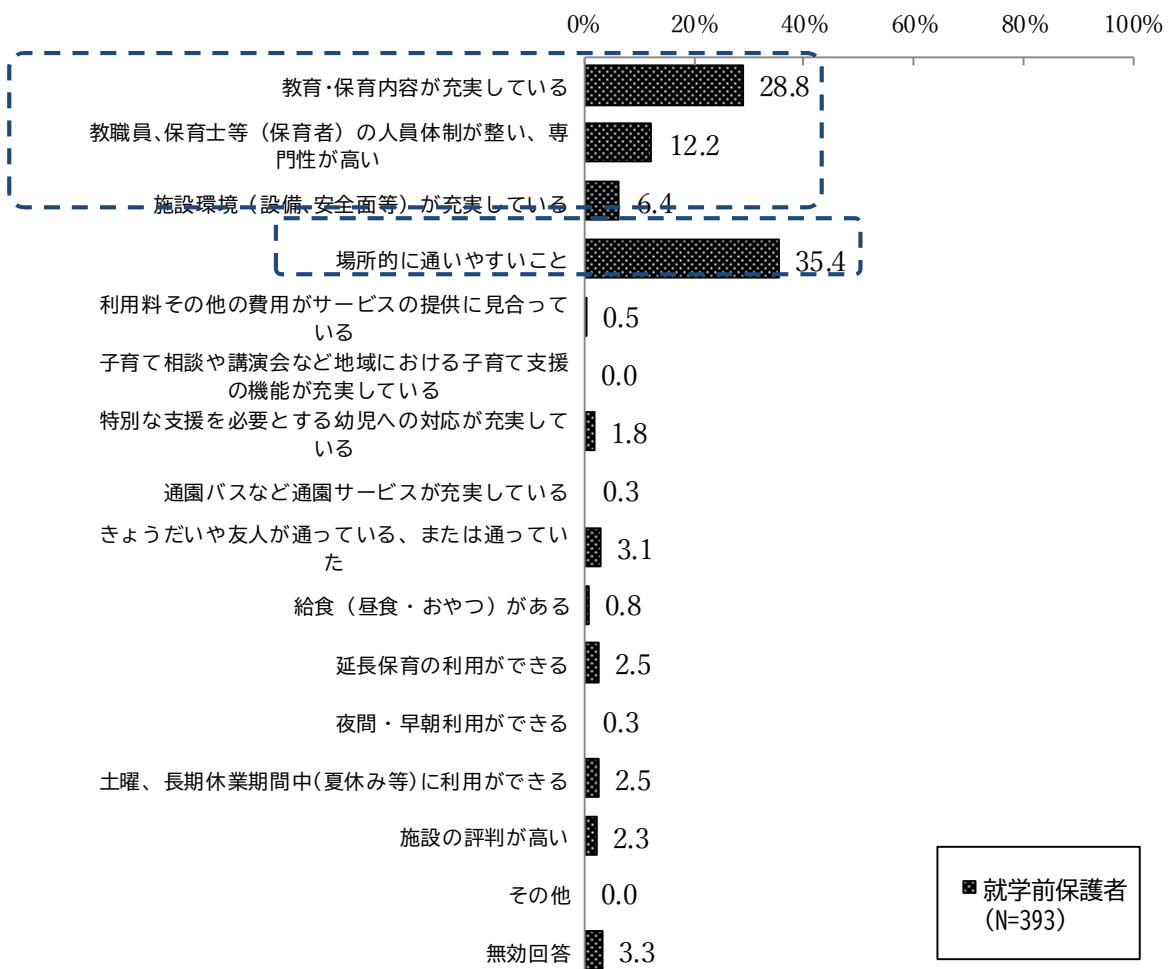 0% 20% 40% 60% 80% 100%
教育・保育内容が充実している 28.8
教職員、保育士等（保育者）の人員体制が整い、専
門性が高い 12.2
施設環境（設備、安全面等）が充実している 6.4
場所的に通いやすいこと 35.4
利用料その他の費用がサービスの提供に見合って
いる 0.5
子育て相談や講演会など地域における子育て支援
の機能が充実している 0.0
特別な支援を必要とする幼児への対応が充実して
いる 1.8
通園バスなど通園サービスが充実している 0.3
きょうだいや友人が通っている、または通ってい
た 3.1
給食（昼食・おやつ）がある 0.8
延長保育の利用ができる 2.5
夜間・早朝利用ができる 0.3
土曜、長期休業期間中(夏休み等)に利用ができる 2.5
施設の評判が高い 2.3
その他 0.0
無効回答 3.3
就学前保護者
(N=393)